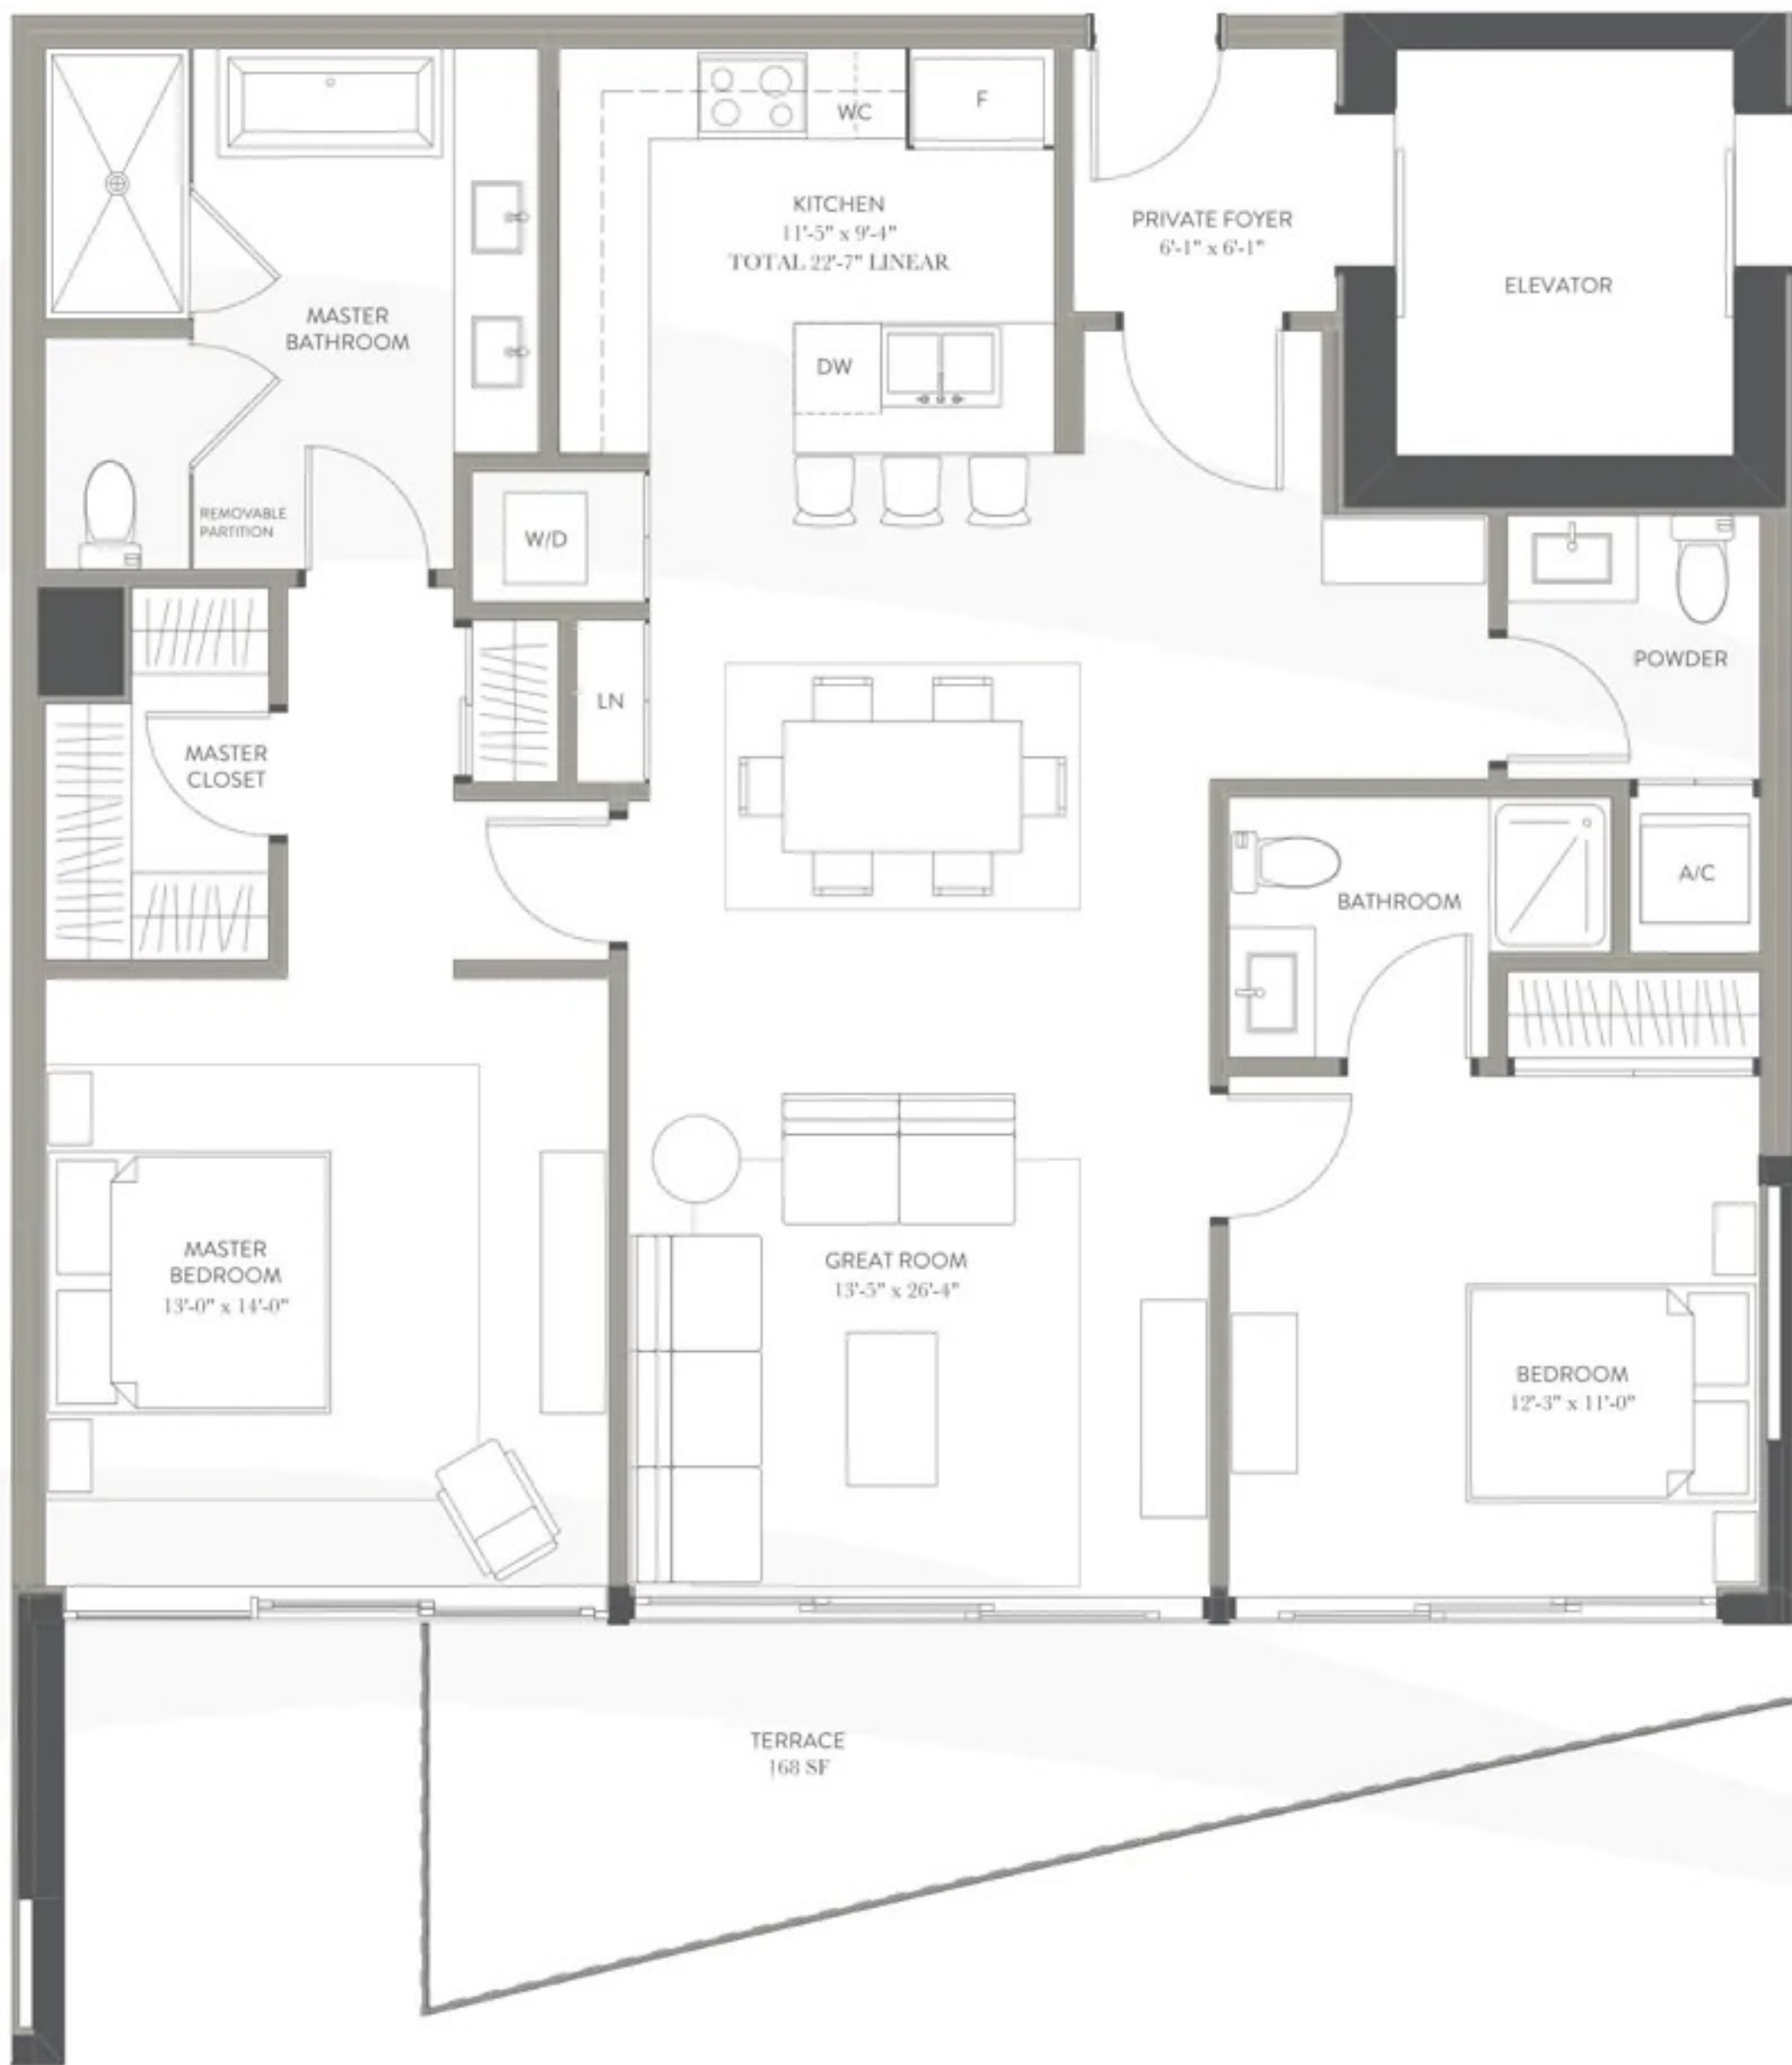 F
WC
KITCHEN
11'-5" x 9'-4"
TOTAL 22'-7" LINEAR
PRIVATE FOYER
6'-1" x 6'-1"
ELEVATOR
MASTER
BATHROOM
DW
REMOVABLE
PARTITION
W/D
POWDER
LN
MASTER
CLOSET
A/C
BATHROOM
MASTER
BEDROOM
13'-0" x 14'-0"
GREAT ROOM
13'-5" x 26'-4"
BEDROOM
12'-3" x 11'-0"
TERRACE
168 SF